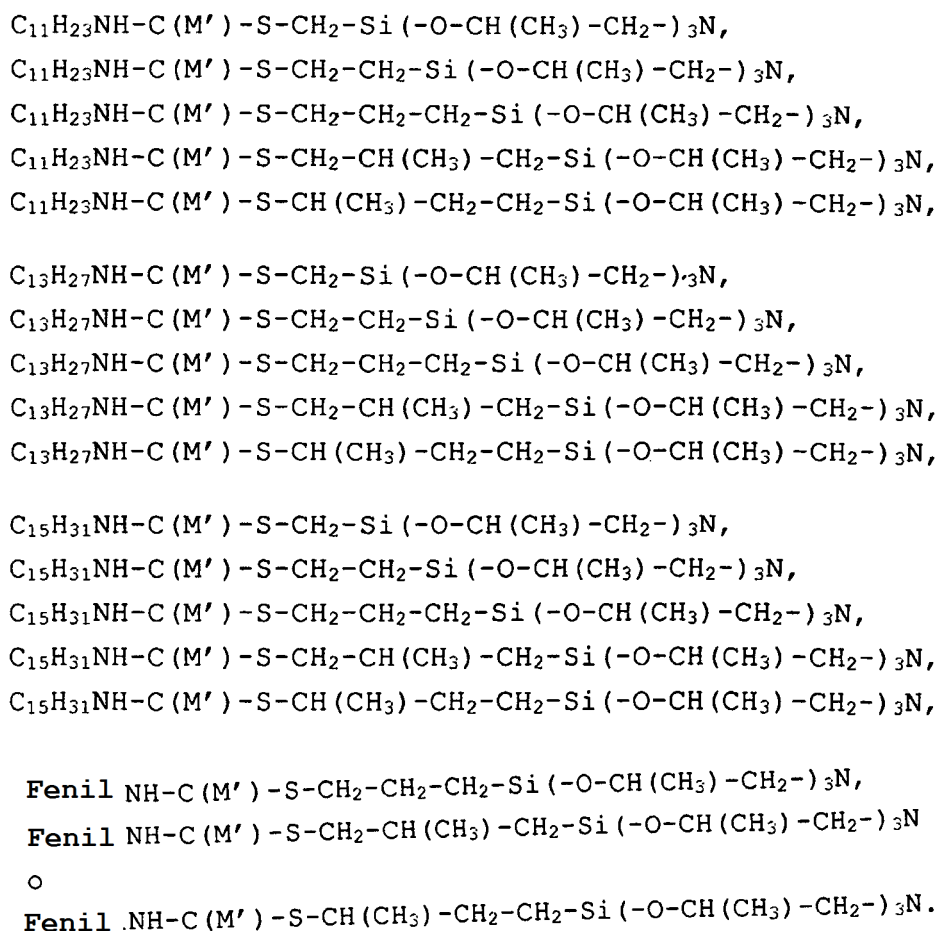 C₁₁H₂₃NH-C(M′)-S-CH₂-Si(-O-CH(CH₃)-CH₂-)₃N,
C₁₁H₂₃NH-C(M′)-S-CH₂-CH₂-Si(-O-CH(CH₃)-CH₂-)₃N,
C₁₁H₂₃NH-C(M′)-S-CH₂-CH₂-CH₂-Si(-O-CH(CH₃)-CH₂-)₃N,
C₁₁H₂₃NH-C(M′)-S-CH₂-CH(CH₃)-CH₂-Si(-O-CH(CH₃)-CH₂-)₃N,
C₁₁H₂₃NH-C(M′)-S-CH(CH₃)-CH₂-CH₂-Si(-O-CH(CH₃)-CH₂-)₃N,
C₁₃H₂₇NH-C(M′)-S-CH₂-Si(-O-CH(CH₃)-CH₂-)₃N,
C₁₃H₂₇NH-C(M′)-S-CH₂-CH₂-Si(-O-CH(CH₃)-CH₂-)₃N,
C₁₃H₂₇NH-C(M′)-S-CH₂-CH₂-CH₂-Si(-O-CH(CH₃)-CH₂-)₃N,
C₁₃H₂₇NH-C(M′)-S-CH₂-CH(CH₃)-CH₂-Si(-O-CH(CH₃)-CH₂-)₃N,
C₁₃H₂₇NH-C(M′)-S-CH(CH₃)-CH₂-CH₂-Si(-O-CH(CH₃)-CH₂-)₃N,
C₁₅H₃₁NH-C(M′)-S-CH₂-Si(-O-CH(CH₃)-CH₂-)₃N,
C₁₅H₃₁NH-C(M′)-S-CH₂-CH₂-Si(-O-CH(CH₃)-CH₂-)₃N,
C₁₅H₃₁NH-C(M′)-S-CH₂-CH₂-CH₂-Si(-O-CH(CH₃)-CH₂-)₃N,
C₁₅H₃₁NH-C(M′)-S-CH₂-CH(CH₃)-CH₂-Si(-O-CH(CH₃)-CH₂-)₃N,
C₁₅H₃₁NH-C(M′)-S-CH(CH₃)-CH₂-CH₂-Si(-O-CH(CH₃)-CH₂-)₃N,
Fenil NH-C(M′)-S-CH₂-CH₂-CH₂-Si(-O-CH(CH₃)-CH₂-)₃N,
Fenil NH-C(M′)-S-CH₂-CH(CH₃)-CH₂-Si(-O-CH(CH₃)-CH₂-)₃N
o
Fenil NH-C(M′)-S-CH(CH₃)-CH₂-CH₂-Si(-O-CH(CH₃)-CH₂-)₃N.